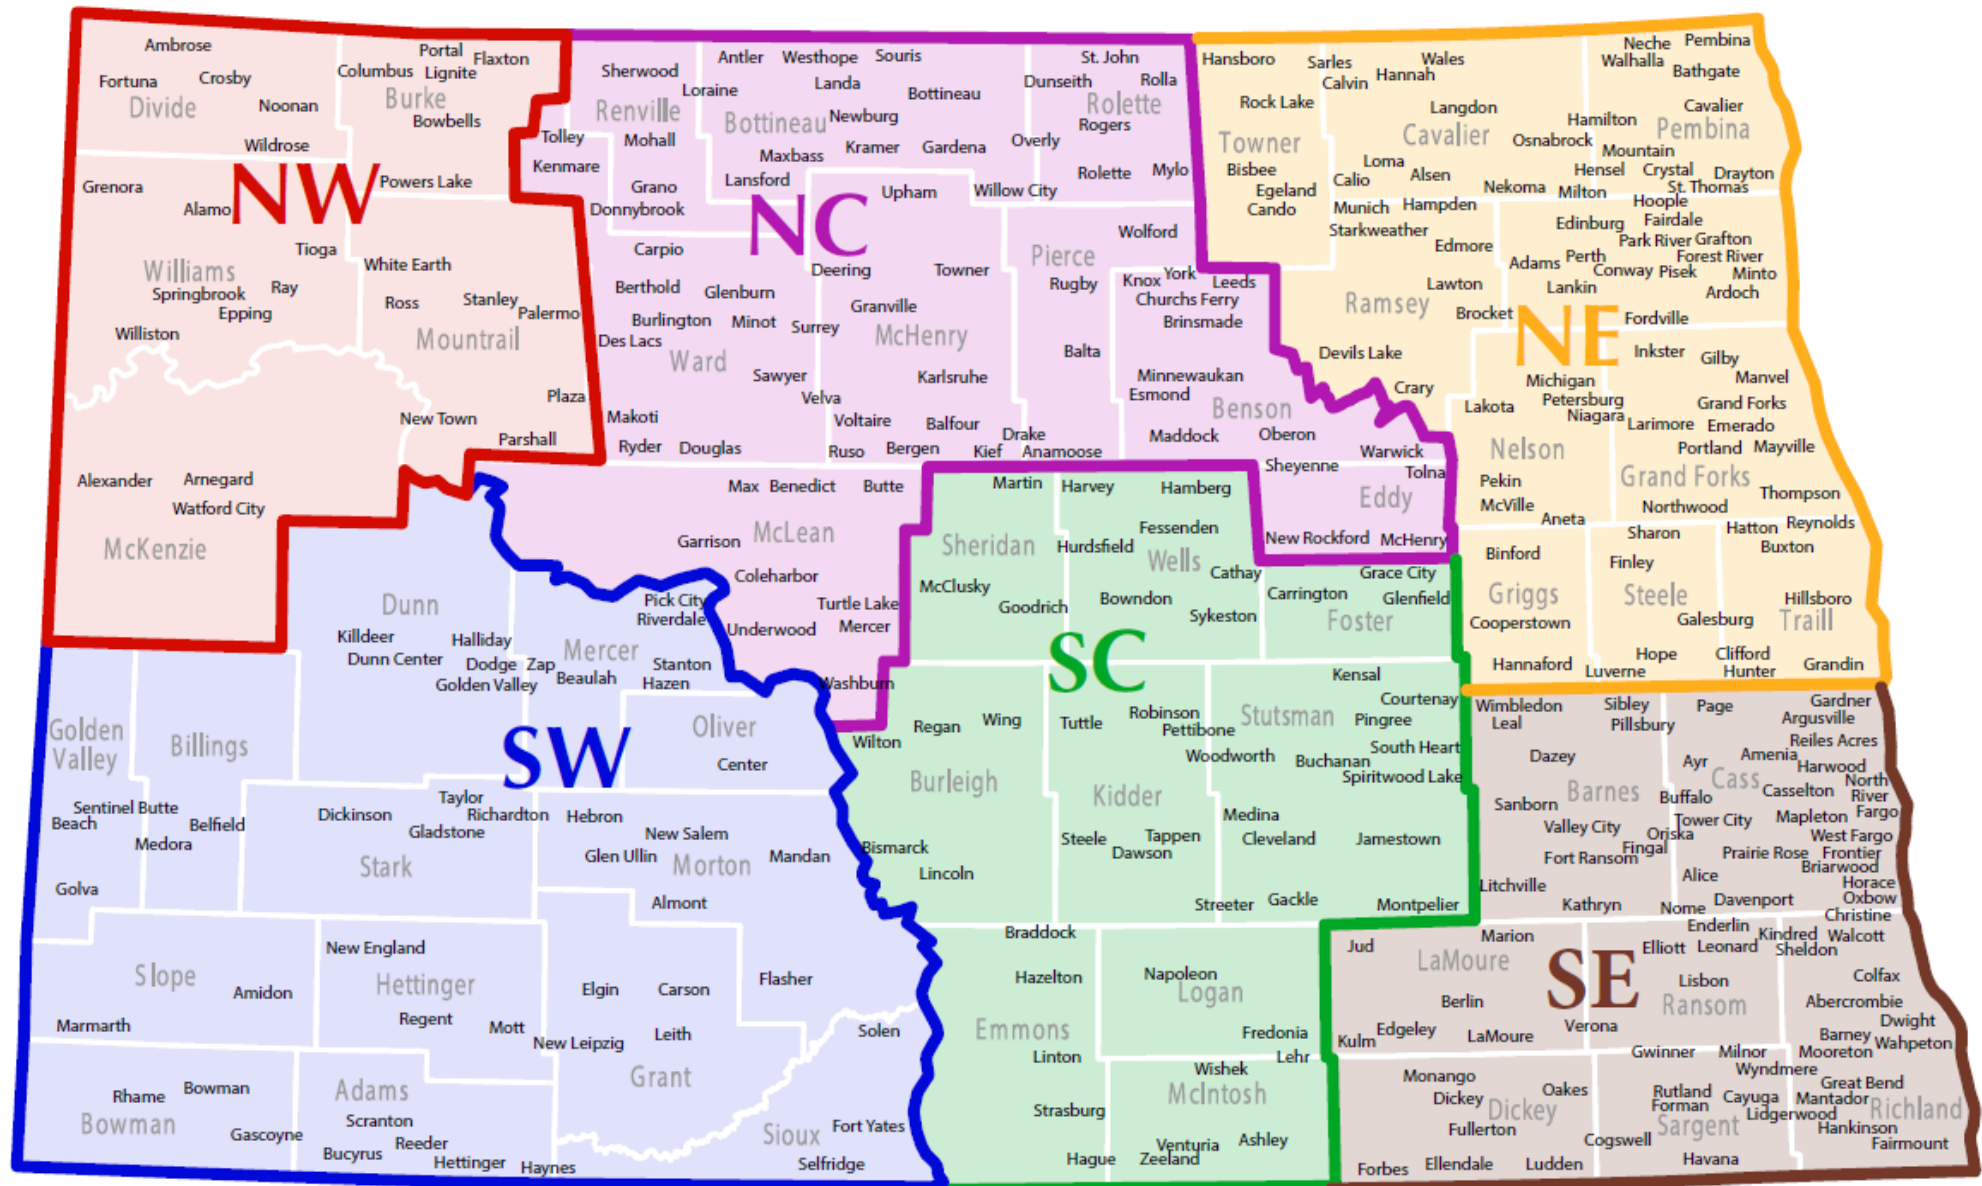 NW
Ambrose
Portal
Flaxton
Columbus
Lignite
Fortuna
Crosby
Divide
Noonan
Burke
Bowbells
Wildrose
Grenora
Powers Lake
Alamo
Tioga
White Earth
Williams
Springbrook
Ray
Epping
Ross
Stanley
Palermo
Williston
Mountrail
Plaza
New Town
Parshall
Alexander
Arnegard
Watford City
McKenzie
NC
Antler
Westhope
Souris
St. John
Sherwood
Loraine
Landa
Bottineau
Dunseith
Rolla
Renville
Bottineau
Newburg
Rolette
Rogers
Tolley
Mohall
Overly
Kenmare
Maxbass
Kramer
Gardena
Grano
Lansford
Upham
Willow City
Rolette
Mylo
Donnybrook
Carpio
Wolford
Pierce
Deering
Towner
Rugby
Knox
York
Leeds
Berthold
Glenburn
Granville
Churchs Ferry
Burlington
Minot
Surrey
Brinsmade
Des Lacs
McHenry
Ward
Balta
Sawyer
Karlsruhe
Minnewaukan
Velva
Esmond
Makoti
Voltaire
Balfour
Benson
Ryder
Douglas
Ruso
Bergen
Kief
Drake
Anamoose
Maddock
Oberon
Warwick
Sheyenne
Tolna
Max
Benedict
Butte
Eddy
Garrison
McLean
New Rockford
McHenry
Coleharbor
Turtle Lake
Underwood
Mercer
Washburn
NE
Hansboro
Sarles
Wales
Neche
Pembina
Calvin
Hannah
Walhalla
Bathgate
Rock Lake
Langdon
Cavalier
Towner
Cavalier
Hamilton
Pembina
Osnabrock
Mountain
Bisbee
Loma
Hensel
Crystal
Drayton
Egeland
Calio
Alsen
Nekoma
Milton
St. Thomas
Cando
Munich
Hampden
Hoople
Starkweather
Edinburg
Fairdale
Edmore
Park River
Grafton
Adams
Perth
Forest River
Conway
Pisek
Minto
Lawton
Lankin
Ardoch
Ramsey
Brocket
Fordville
Devils Lake
Inkster
Gilby
Crary
Michigan
Manvel
Lakota
Petersburg
Grand Forks
Niagara
Larimore
Emerado
Nelson
Portland
Mayville
Pekin
Grand Forks
McVille
Northwood
Thompson
Aneta
Sharon
Hatton
Reynolds
Binford
Buxton
Finley
Griggs
Steele
Hillsboro
Cooperstown
Galesburg
Traill
Hannaford
Hope
Clifford
Luverne
Hunter
Grandin
SW
Dunn
Pick City
Riverdale
Killdeer
Halliday
Mercer
Dunn Center
Dodge
Zap
Stanton
Golden Valley
Beaulah
Hazen
Golden
Valley
Billings
Oliver
Center
Sentinel Butte
Taylor
Beach
Belfield
Dickinson
Richardton
Hebron
Medora
Gladstone
New Salem
Stark
Glen Ullin
Morton
Mandan
Golva
Almont
New England
Slope
Hettinger
Flasher
Amidon
Elgin
Carson
Marmarth
Regent
Mott
Leith
Solen
New Leipzig
Rhame
Bowman
Adams
Grant
Bowman
Scranton
Gascoyne
Reeder
Sioux
Fort Yates
Bucyrus
Hettinger
Haynes
Selfridge
SC
Martin
Harvey
Hamberg
Fessenden
Sheridan
Hurdsfield
Wells
McClusky
Cathay
Grace City
Goodrich
Bowndon
Carrington
Glenfield
Sykeston
Foster
Kensal
Courtenay
Regan
Wing
Tuttle
Robinson
Stutsman
Pingree
Wilton
Pettibone
Woodworth
Buchanan
South Heart
Burleigh
Kidder
Spiritwood Lake
Medina
Bismarck
Steele
Tappen
Cleveland
Jamestown
Dawson
Lincoln
Streeter
Gackle
Montpelier
Braddock
Hazelton
Napoleon
Logan
Emmons
Fredonia
Linton
Lehr
Wishek
Strasburg
McIntosh
Venturia
Ashley
Hague
Zeeland
SE
Wimbledon
Sibley
Page
Gardner
Leal
Pillsbury
Argusville
Reiles Acres
Dazey
Ayr
Amenia
Harwood
Barnes
Cass
North
River
Sanborn
Buffalo
Casselton
Fargo
Valley City
Tower City
Mapleton
Oriska
West Fargo
Fort Ransom
Fingal
Prairie Rose
Frontier
Briarwood
Litchville
Alice
Horace
Kathryn
Nome
Davenport
Oxbow
Christine
Jud
Marion
Enderlin
Kindred
Walcott
LaMoure
Elliott
Leonard
Sheldon
Lisbon
Colfax
Berlin
Ransom
Abercrombie
Kulm
Edgeley
LaMoure
Verona
Dwight
Barney
Wahpeton
Gwinner
Milnor
Mooreton
Monango
Wyndmere
Dickey
Oakes
Rutland
Cayuga
Great Bend
Dickey
Forman
Mantador
Fullerton
Sargent
Lidgerwood
Richland
Cogswell
Hankinson
Forbes
Ellendale
Ludden
Havana
Fairmount